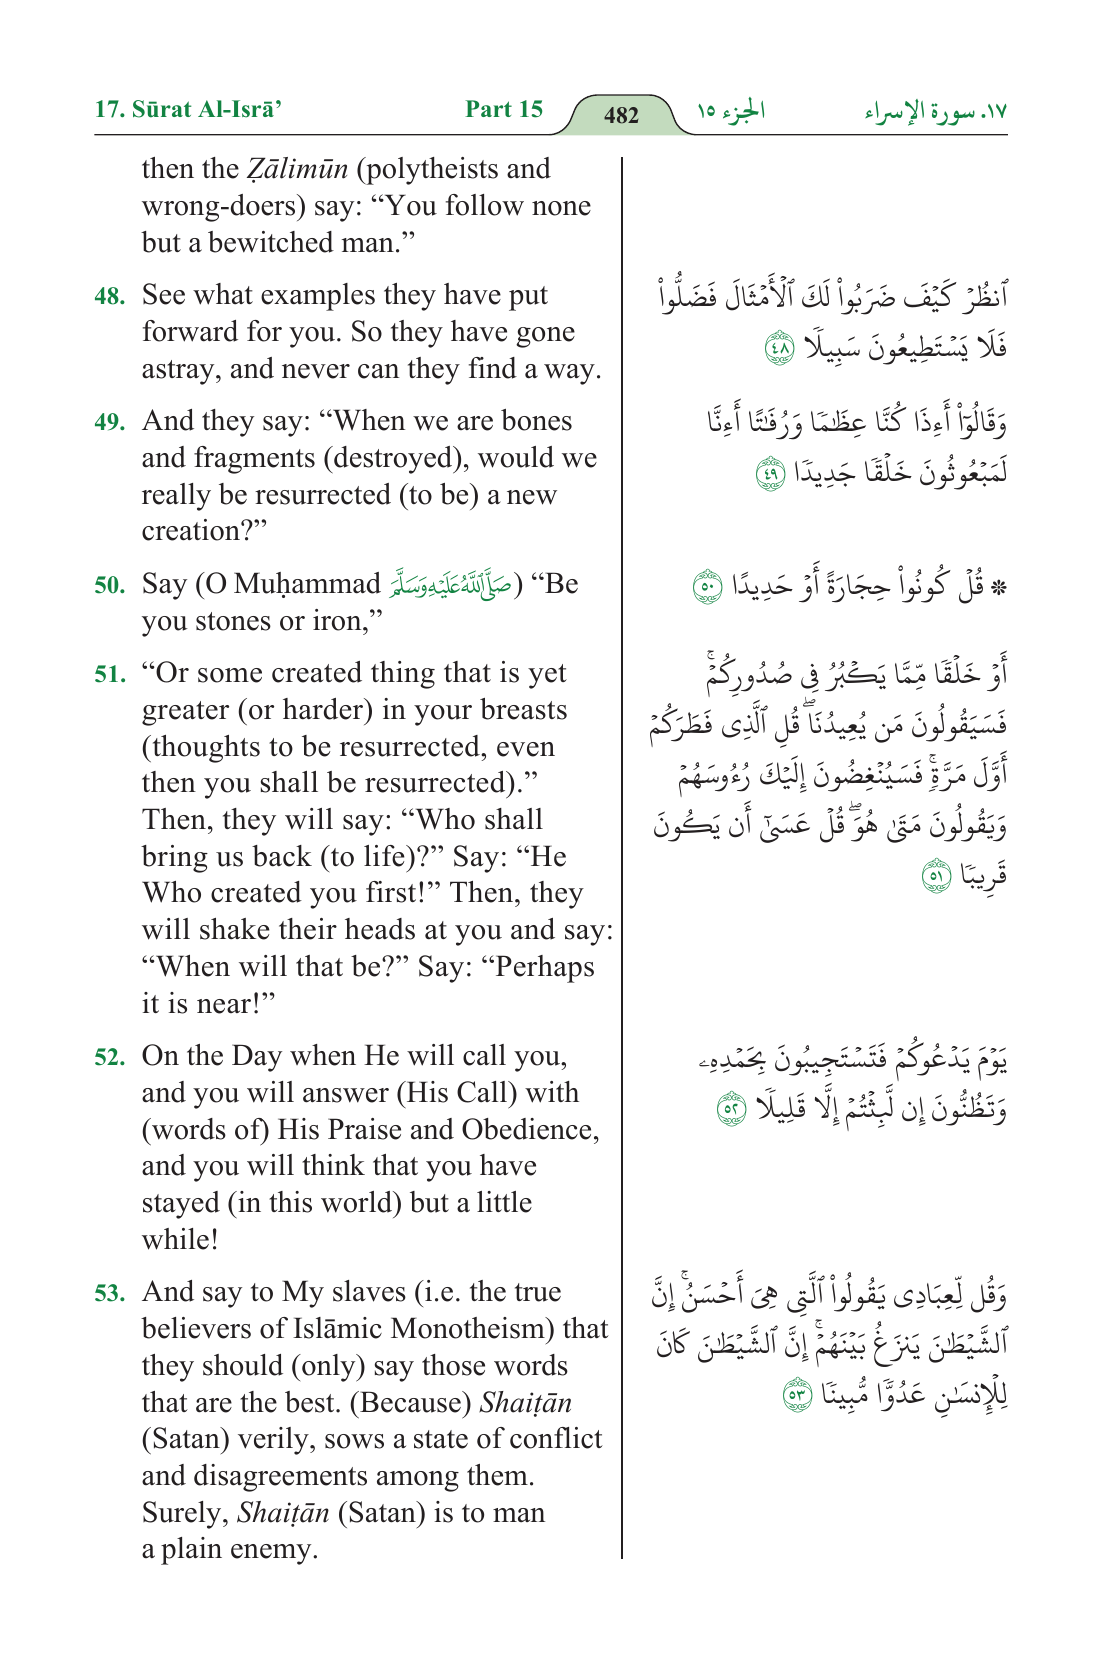 17. Sūrat Al-Isrā’ Part 15 482 الجزء ١٥ ١٧. سورة الإسراء
then the Ẓālimūn (polytheists and
wrong-doers) say: “You follow none
but a bewitched man.”
48. See what examples they have put
forward for you. So they have gone
astray, and never can they find a way.
49. And they say: “When we are bones
and fragments (destroyed), would we
really be resurrected (to be) a new
creation?”
50. Say (O Muḥammad صَلَّى ٱللَّهُ عَلَيْهِ وَسَلَّمَ) “Be
you stones or iron,”
51. “Or some created thing that is yet
greater (or harder) in your breasts
(thoughts to be resurrected, even
then you shall be resurrected).”
Then, they will say: “Who shall
bring us back (to life)?” Say: “He
Who created you first!” Then, they
will shake their heads at you and say:
“When will that be?” Say: “Perhaps
it is near!”
52. On the Day when He will call you,
and you will answer (His Call) with
(words of) His Praise and Obedience,
and you will think that you have
stayed (in this world) but a little
while!
53. And say to My slaves (i.e. the true
believers of Islāmic Monotheism) that
they should (only) say those words
that are the best. (Because) Shaiṭān
(Satan) verily, sows a state of conflict
and disagreements among them.
Surely, Shaiṭān (Satan) is to man
a plain enemy.
ٱنظُرۡ كَيۡفَ ضَرَبُواْ لَكَ ٱلۡأَمۡثَالَ فَضَلُّواْ
فَلَا يَسۡتَطِيعُونَ سَبِيلٗا ٤٨
وَقَالُوٓاْ أَءِذَا كُنَّا عِظَٰمٗا وَرُفَٰتًا أَءِنَّا
لَمَبۡعُوثُونَ خَلۡقٗا جَدِيدٗا ٤٩
۞ قُلۡ كُونُواْ حِجَارَةً أَوۡ حَدِيدًا ٥٠
أَوۡ خَلۡقٗا مِّمَّا يَكۡبُرُ فِي صُدُورِكُمۡۚ
فَسَيَقُولُونَ مَن يُعِيدُنَاۖ قُلِ ٱلَّذِي فَطَرَكُمۡ
أَوَّلَ مَرَّةٖۚ فَسَيُنۡغِضُونَ إِلَيۡكَ رُءُوسَهُمۡ
وَيَقُولُونَ مَتَىٰ هُوَۖ قُلۡ عَسَىٰٓ أَن يَكُونَ
قَرِيبٗا ٥١
يَوۡمَ يَدۡعُوكُمۡ فَتَسۡتَجِيبُونَ بِحَمۡدِهِۦ
وَتَظُنُّونَ إِن لَّبِثۡتُمۡ إِلَّا قَلِيلٗا ٥٢
وَقُل لِّعِبَادِي يَقُولُواْ ٱلَّتِي هِيَ أَحۡسَنُۚ إِنَّ
ٱلشَّيۡطَٰنَ يَنزَغُ بَيۡنَهُمۡۚ إِنَّ ٱلشَّيۡطَٰنَ كَانَ
لِلۡإِنسَٰنِ عَدُوّٗا مُّبِينٗا ٥٣